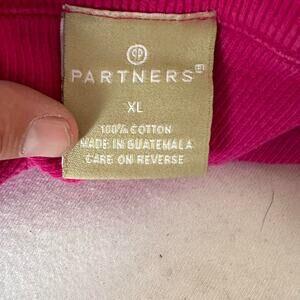 PARTNERS
XL
100% COTTON
MADE IN GUATEMALA
CARE ON REVERSE